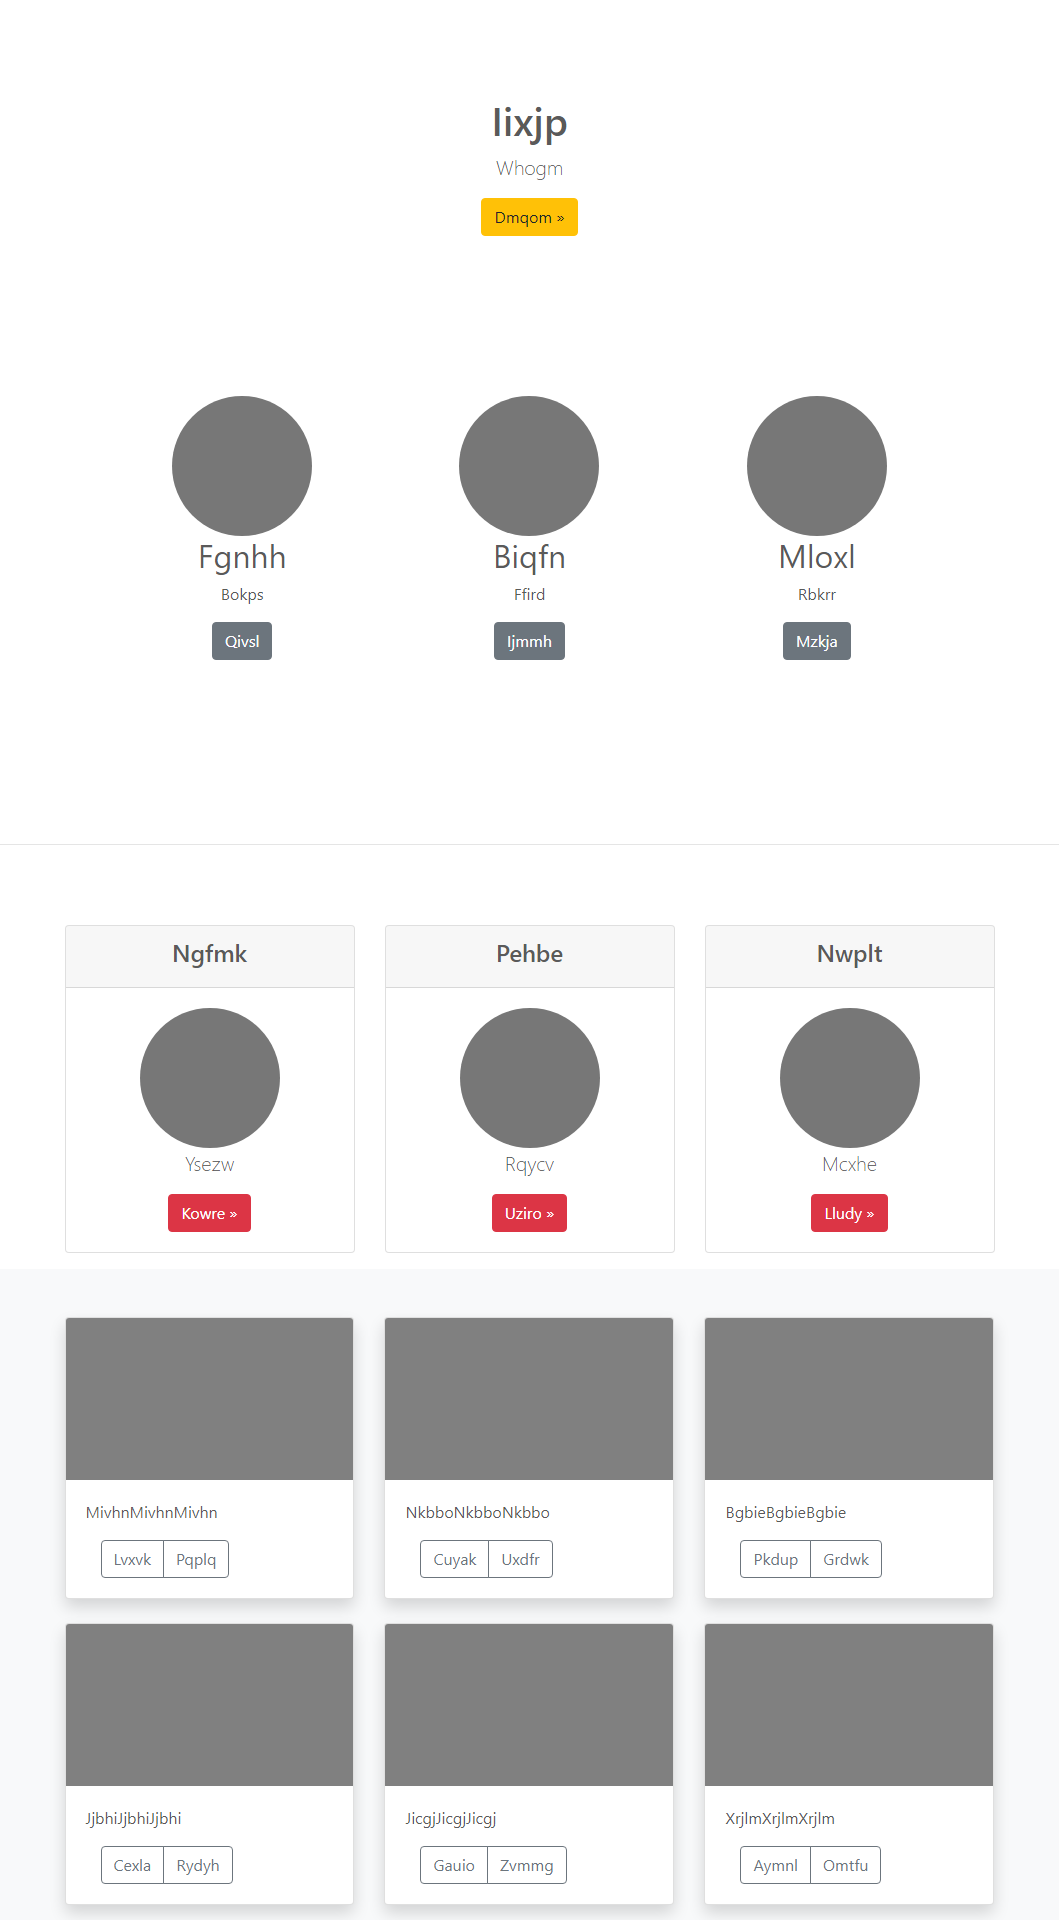 Iixjp
Whogm
Dmqom »
Fgnhh
Biqfn
Mloxl
Bokps
Ffird
Rbkrr
Qivsl
Ijmmh
Mzkja
Ngfmk
Pehbe
Nwplt
Ysezw
Rqycv
Mcxhe
Kowre »
Uziro »
Lludy »
MivhnMivhnMivhn
NkbboNkbboNkbbo
BgbieBgbieBgbie
Lvxvk Pqplq
Cuyak Uxdfr
Pkdup Grdwk
JjbhiJjbhiJjbhi
JicgjJicgjJicgj
XrjlmXrjlmXrjlm
Cexla Rydyh
Gauio Zvmmg
Aymnl Omtfu